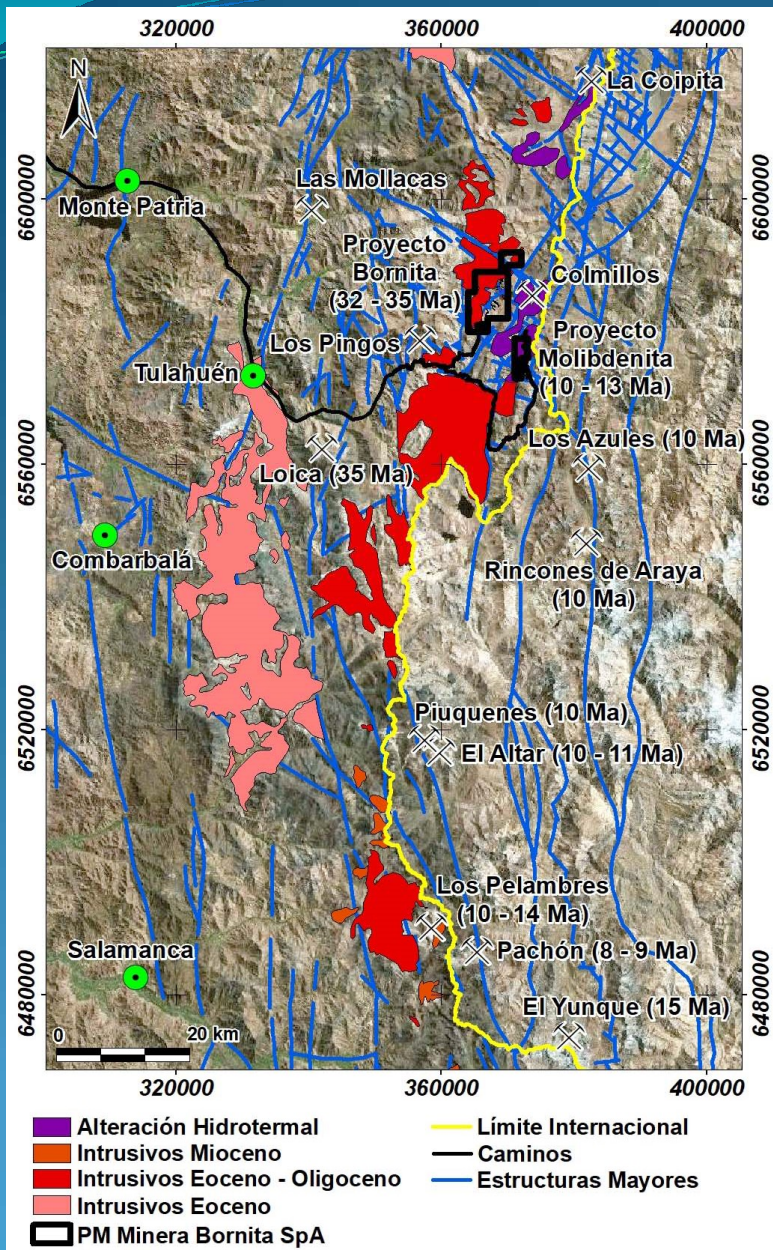 320000
360000
400000
N
La Coipita
6600000
6600000
Monte Patria
Las Mollacas
Proyecto
Bornita
(32 - 35 Ma)
Colmillos
Los Pingos
Proyecto
Molibdenita
(10 - 13 Ma)
Tulahuén
Los Azules (10 Ma)
6560000
6560000
Loica (35 Ma)
Combarbalá
Rincones de Araya
(10 Ma)
Piuquenes (10 Ma)
6520000
6520000
El Altar (10 - 11 Ma)
Los Pelambres
(10 - 14 Ma)
Salamanca
Pachón (8 - 9 Ma)
6480000
6480000
El Yunque (15 Ma)
0
20 km
320000
360000
400000
Alteración Hidrotermal
Intrusivos Mioceno
Intrusivos Eoceno - Oligoceno
Intrusivos Eoceno
PM Minera Bornita SpA
Límite Internacional
Caminos
Estructuras Mayores